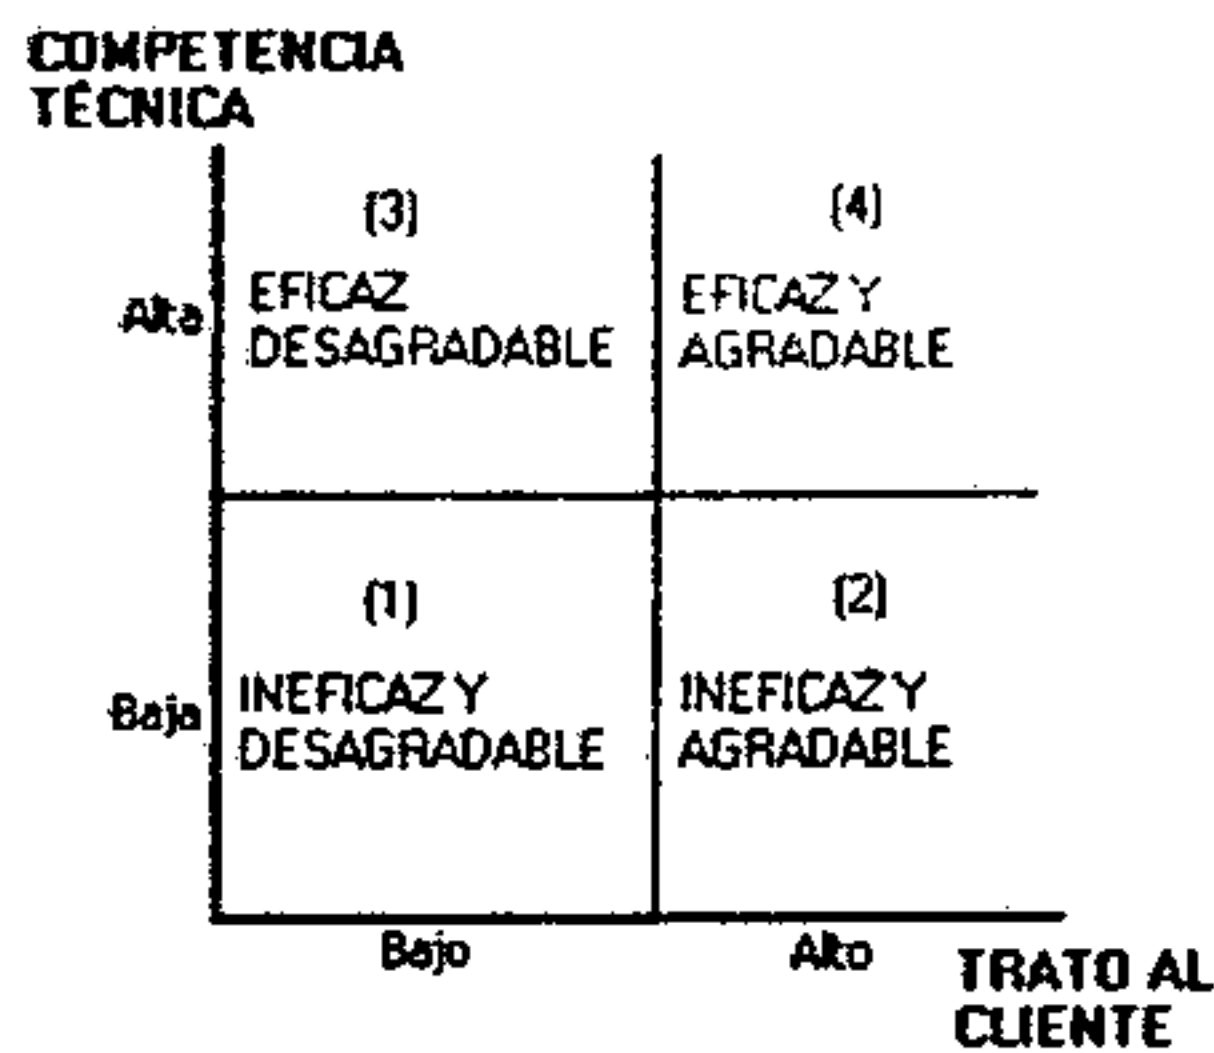 COMPETENCIA
TÉCNICA
(3)
(4)
Alta
EFICAZ
DESAGRADABLE
EFICAZ Y
AGRADABLE
(1)
(2)
Baja
INEFICAZ Y
DESAGRADABLE
INEFICAZ Y
AGRADABLE
Bajo
Alto
TRATO AL
CLIENTE